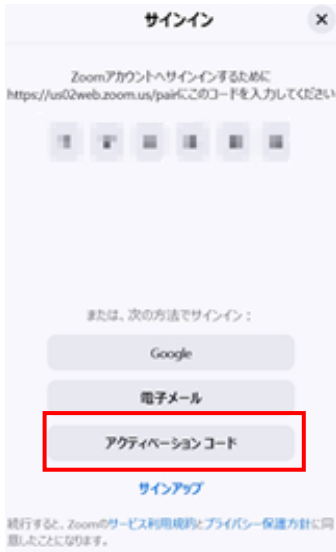 サインイン
×
Zoomアカウントへサインインするために
https://us02web.zoom.us/pairにこのコードを入力してください
または、次の方法でサインイン:
Google
電子メール
アクティベーション コード
サインアップ
続行すると、Zoomのサービス利用規約とプライバシー保護方針に同
意したことになります。